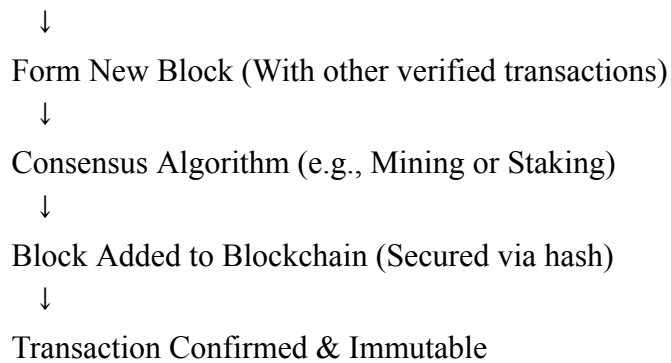 ↓
Form New Block (With other verified transactions)
↓
Consensus Algorithm (e.g., Mining or Staking)
↓
Block Added to Blockchain (Secured via hash)
↓
Transaction Confirmed & Immutable